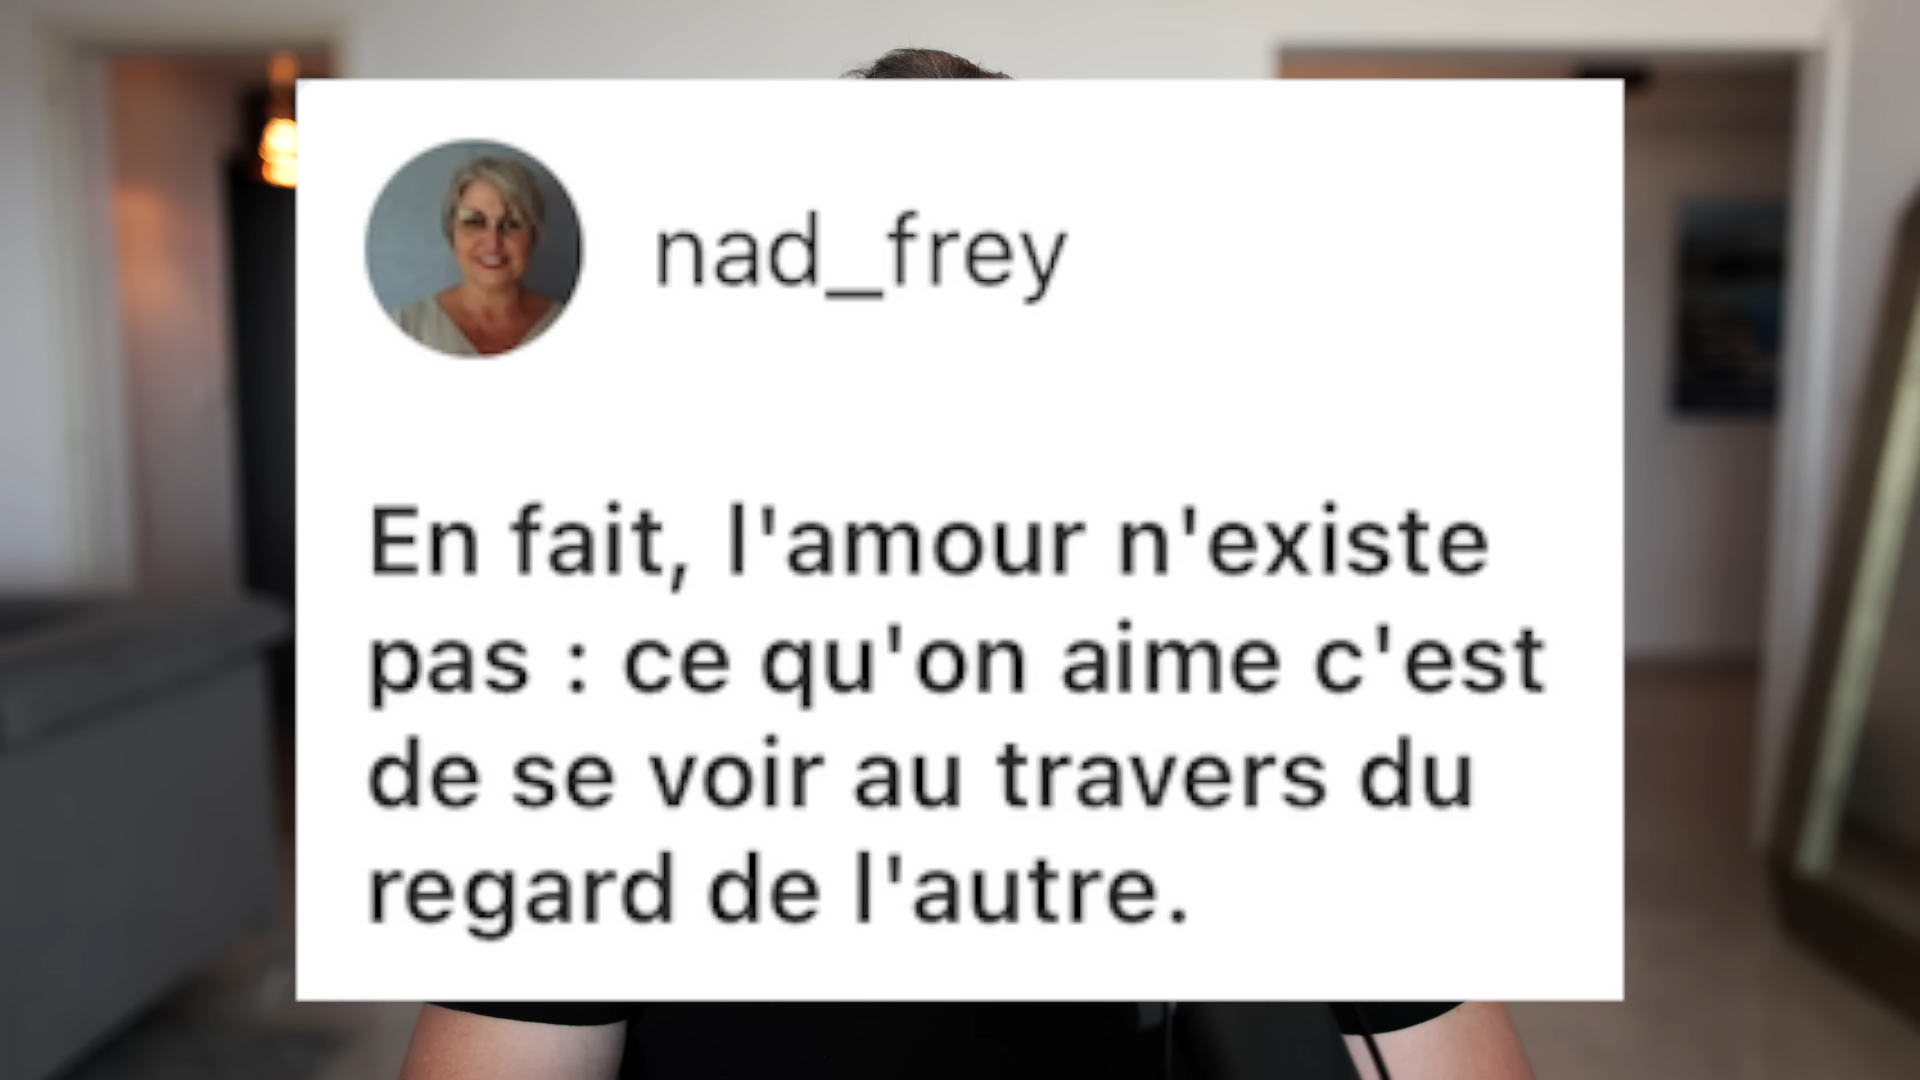 nad_frey
En fait, l'amour n'existe
pas : ce qu'on aime c'est
de se voir au travers du
regard de l'autre.